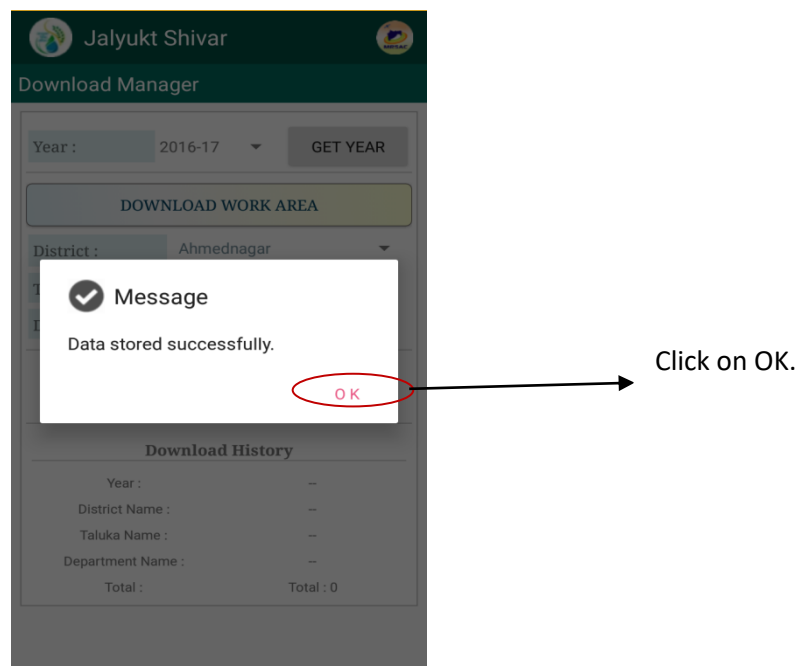 Jalyukt Shivar
Download Manager
Year : 2016-17 GET YEAR
DOWNLOAD WORK AREA
District : Ahmednagar
Message
Data stored successfully.
O K
Click on OK.
Download History
Year : --
District Name : --
Taluka Name : --
Department Name : --
Total : Total : 0